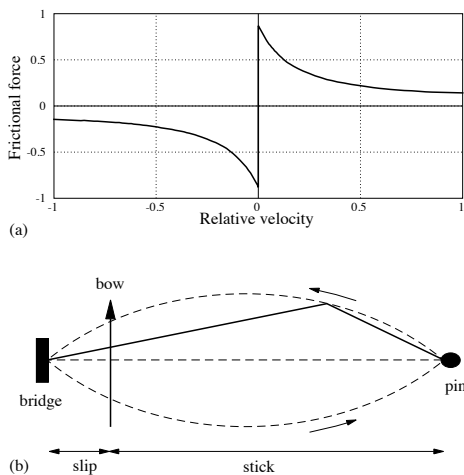 Frictional force
1
0.5
0
-0.5
-1
-1 -0.5 0 0.5 1
Relative velocity
(a)
bow
bridge
pin
(b)
slip stick